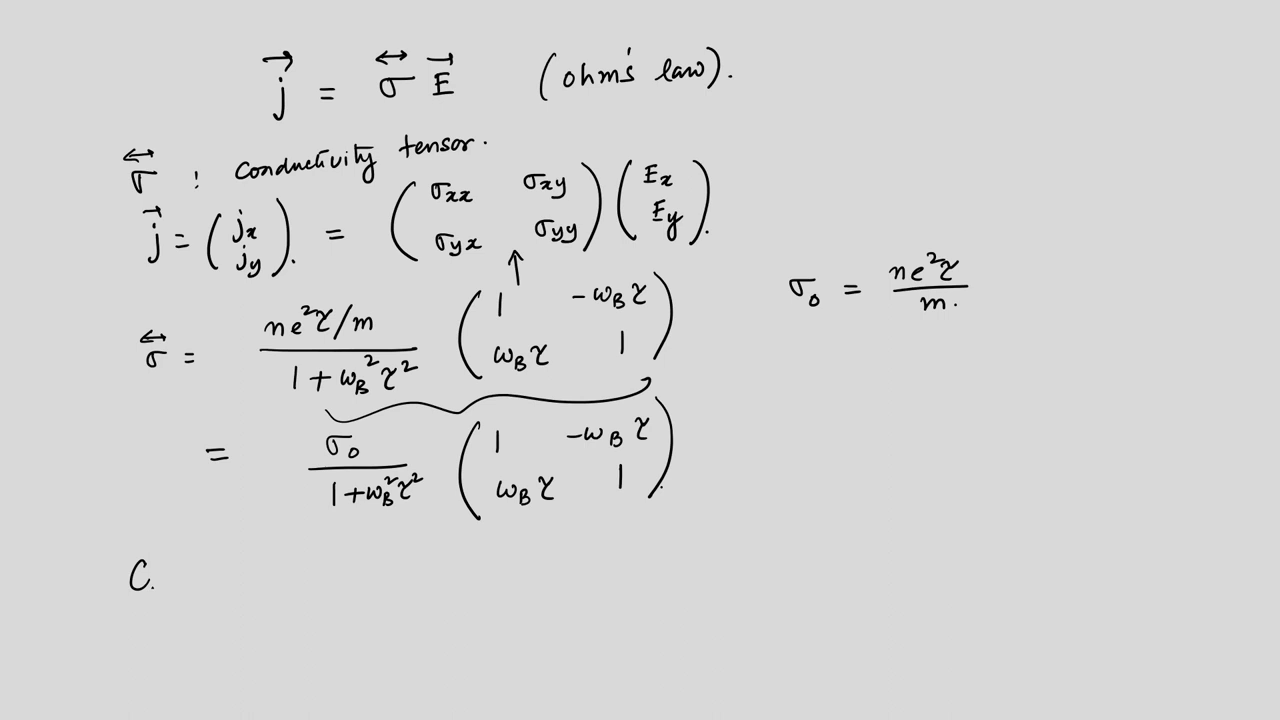 →j = ↔σ →E (ohm's law).
↔σ : Conductivity tensor.
→j = (jx jy). = (σxx σxy σyx σyy) (Ex Ey).
↔σ = ne²τ/m / 1 + ωB²τ² (1 -ωBτ ωBτ 1) σ₀ = ne²τ / m.
= σ₀ / 1+ωB²τ² (1 -ωBτ ωBτ 1)
C.